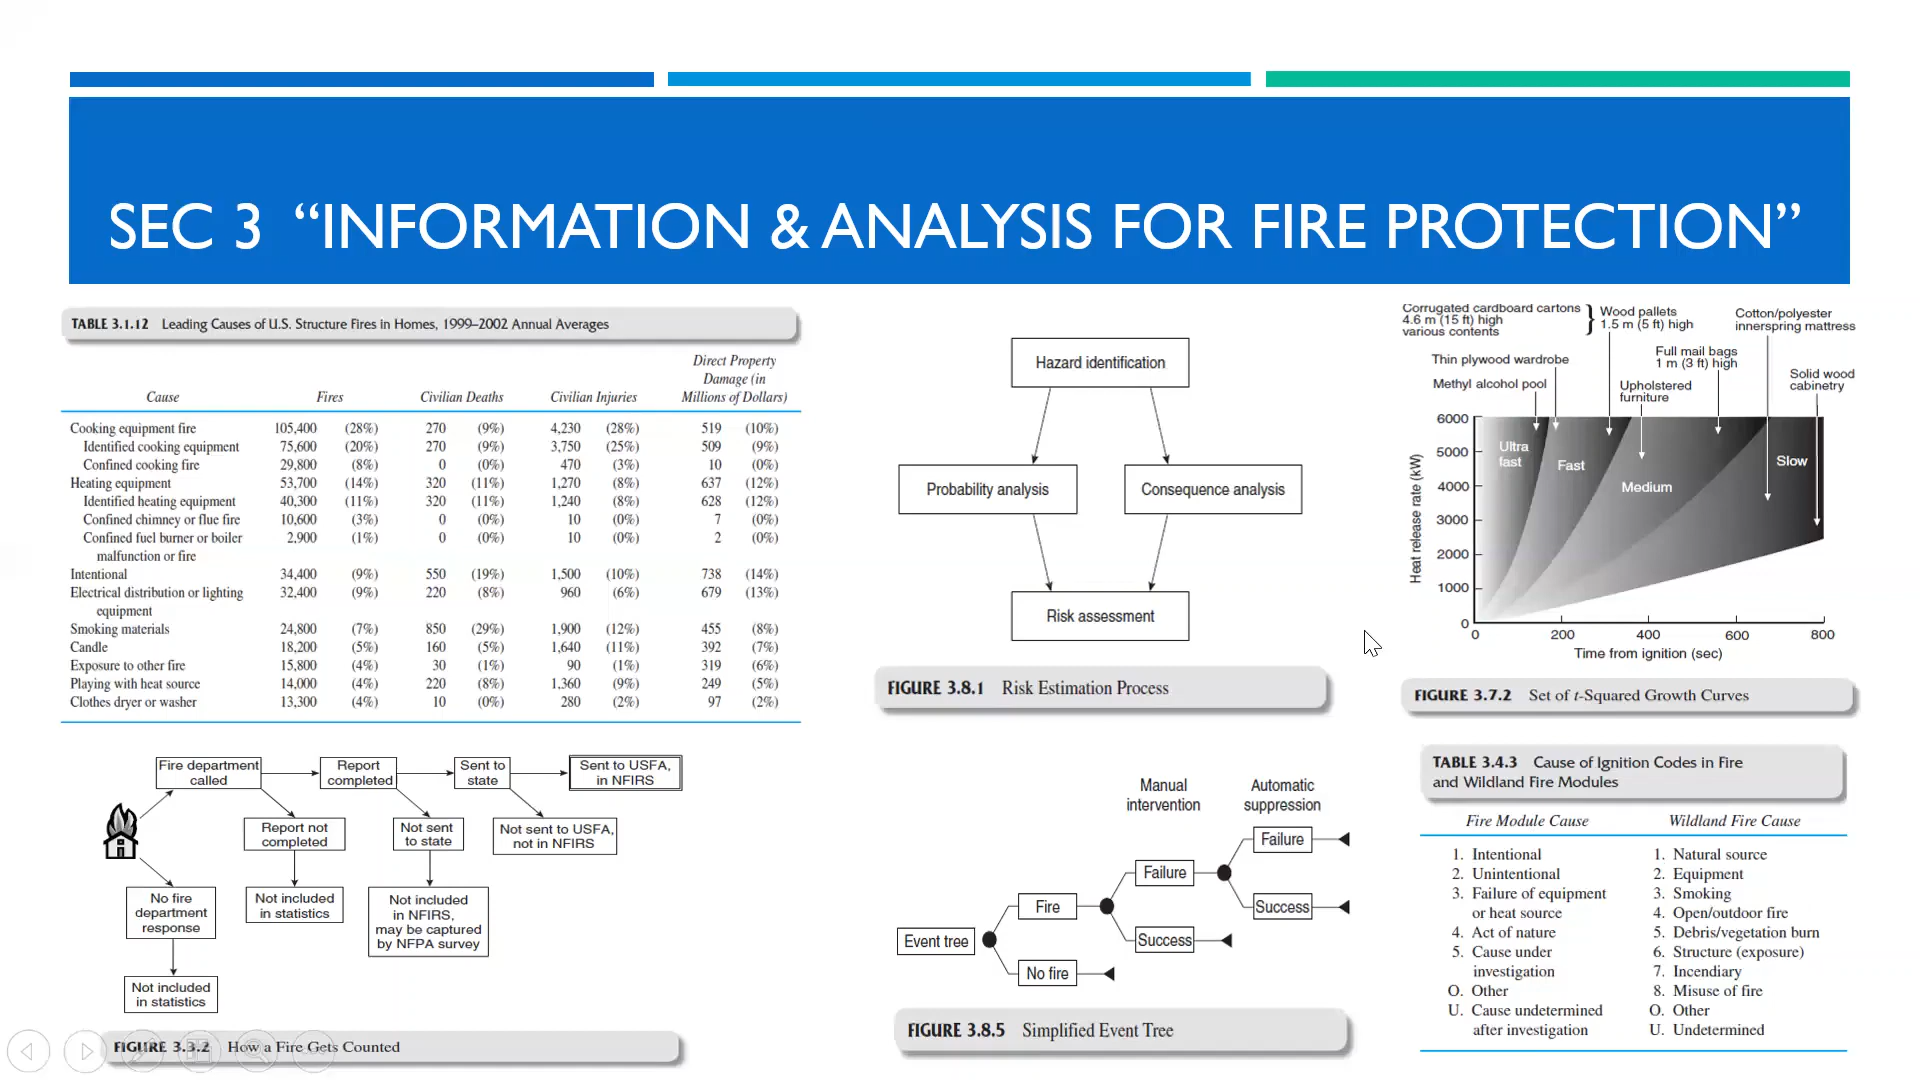 SEC 3 “INFORMATION & ANALYSIS FOR FIRE PROTECTION”
TABLE 3.1.12 Leading Causes of U.S. Structure Fires in Homes, 1999–2002 Annual Averages
Direct Property
Damage (in
Cause Fires Civilian Deaths Civilian Injuries Millions of Dollars)
Cooking equipment fire 105,400 (28%) 270 (9%) 4,230 (28%) 519 (10%)
Identified cooking equipment 75,600 (20%) 270 (9%) 3,750 (25%) 509 (9%)
Confined cooking fire 29,800 (8%) 0 (0%) 470 (3%) 10 (0%)
Heating equipment 53,700 (14%) 320 (11%) 1,270 (8%) 637 (12%)
Identified heating equipment 40,300 (11%) 320 (11%) 1,240 (8%) 628 (12%)
Confined chimney or flue fire 10,600 (3%) 0 (0%) 10 (0%) 7 (0%)
Confined fuel burner or boiler 2,900 (1%) 0 (0%) 10 (0%) 2 (0%)
malfunction or fire
Intentional 34,400 (9%) 550 (19%) 1,500 (10%) 738 (14%)
Electrical distribution or lighting 32,400 (9%) 220 (8%) 960 (6%) 679 (13%)
equipment
Smoking materials 24,800 (7%) 850 (29%) 1,900 (12%) 455 (8%)
Candle 18,200 (5%) 160 (5%) 1,640 (11%) 392 (7%)
Exposure to other fire 15,800 (4%) 30 (1%) 90 (1%) 319 (6%)
Playing with heat source 14,000 (4%) 220 (8%) 1,360 (9%) 249 (5%)
Clothes dryer or washer 13,300 (4%) 10 (0%) 280 (2%) 97 (2%)
Fire department
called
Report
completed
Sent to
state
Sent to USFA,
in NFIRS
Report not
completed
Not sent
to state
Not sent to USFA,
not in NFIRS
No fire
department
response
Not included
in statistics
Not included
in NFIRS,
may be captured
by NFPA survey
Not included
in statistics
FIGURE 3.3.2 How a Fire Gets Counted
Hazard identification
Probability analysis
Consequence analysis
Risk assessment
FIGURE 3.8.1 Risk Estimation Process
Manual
intervention
Automatic
suppression
Failure
Failure
Fire
Success
Event tree
Success
No fire
FIGURE 3.8.5 Simplified Event Tree
Corrugated cardboard cartons
4.6 m (15 ft) high
various contents
Wood pallets
1.5 m (5 ft) high
Cotton/polyester
innerspring mattress
Thin plywood wardrobe
Full mail bags
1 m (3 ft) high
Methyl alcohol pool
Upholstered
furniture
Solid wood
cabinetry
6000
5000
4000
3000
2000
1000
0
Heat release rate (kW)
Ultra
fast
Fast
Medium
Slow
0 200 400 600 800
Time from ignition (sec)
FIGURE 3.7.2 Set of t-Squared Growth Curves
TABLE 3.4.3 Cause of Ignition Codes in Fire
and Wildland Fire Modules
Fire Module Cause Wildland Fire Cause
1. Intentional 1. Natural source
2. Unintentional 2. Equipment
3. Failure of equipment 3. Smoking
or heat source 4. Open/outdoor fire
4. Act of nature 5. Debris/vegetation burn
5. Cause under 6. Structure (exposure)
investigation 7. Incendiary
O. Other 8. Misuse of fire
U. Cause undetermined O. Other
after investigation U. Undetermined